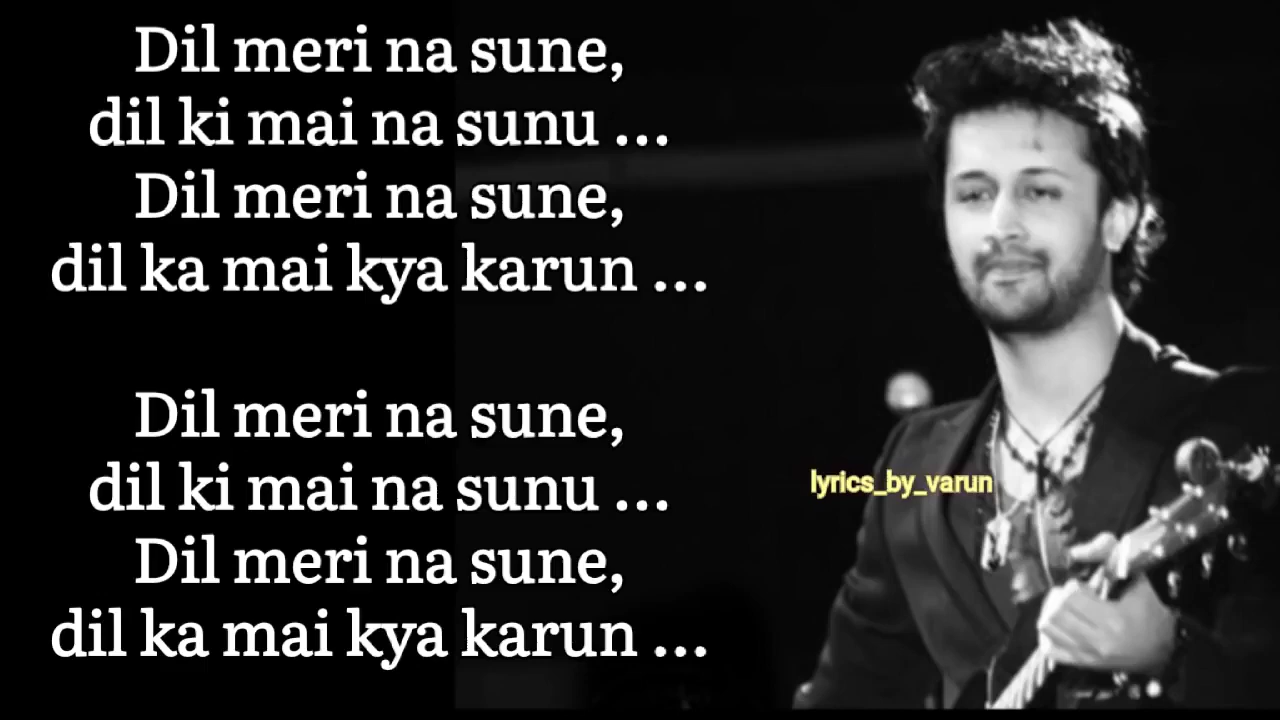 Dil meri na sune,
dil ki mai na sunu ...
Dil meri na sune,
dil ka mai kya karun ...
Dil meri na sune,
dil ki mai na sunu ...
Dil meri na sune,
dil ka mai kya karun ...
lyrics_by_varun